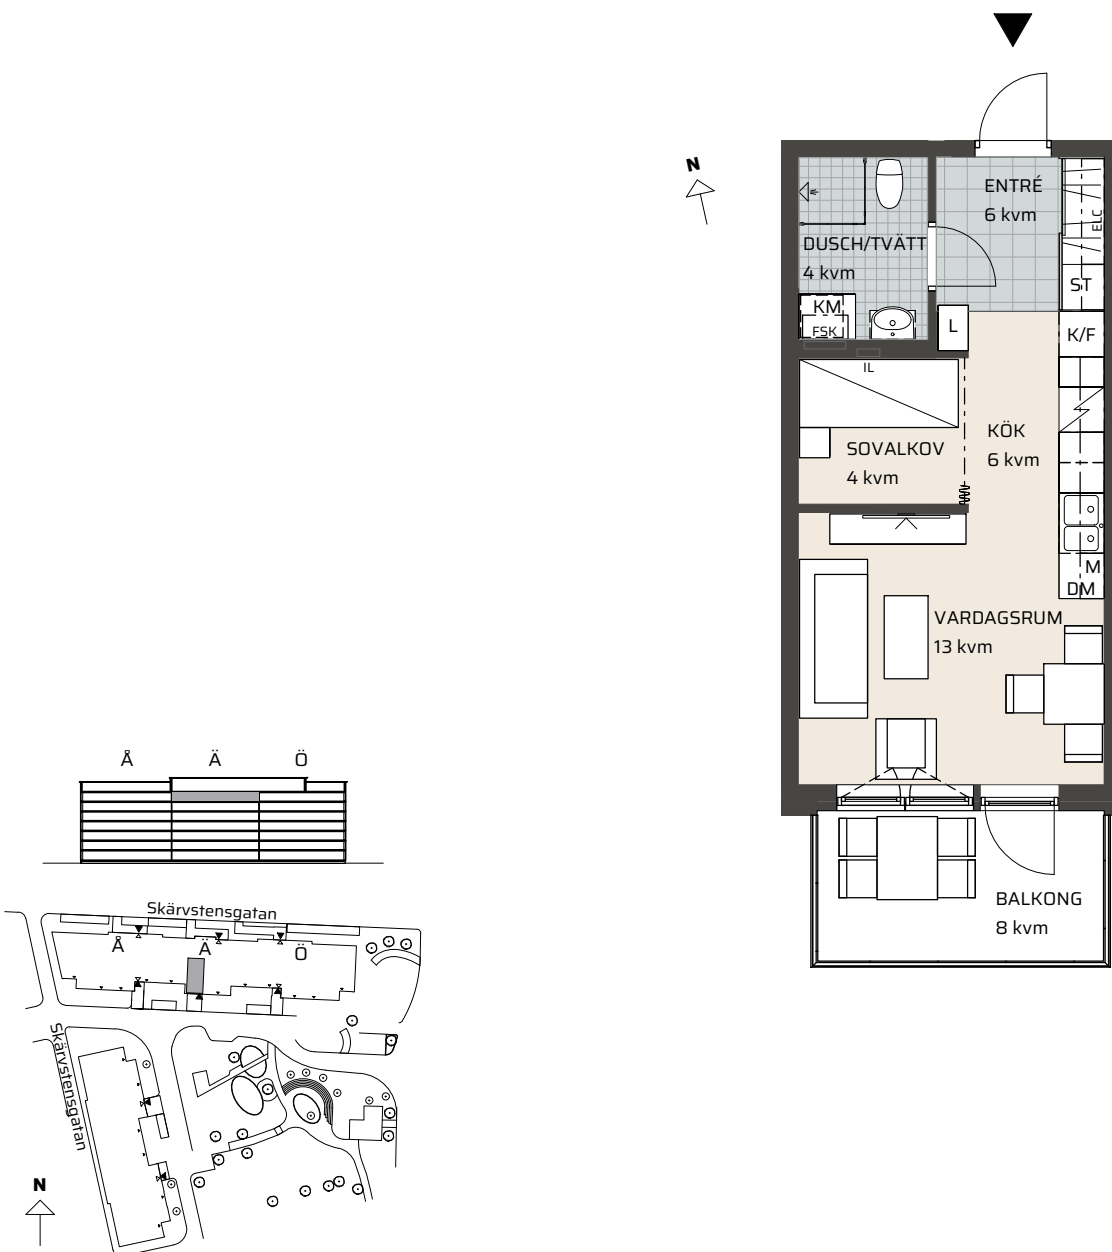 N
ENTRÉ
6 kvm
ELC
DUSCH/TVÄTT
4 kvm
ST
KM
FSK
L
K/F
IL
KÖK
6 kvm
SOVALKOV
4 kvm
M
DM
VARDAGSRUM
13 kvm
BALKONG
8 kvm
Å Ä Ö
Skärvstensgatan
Å Ä Ö
Skärvstensgatan
N